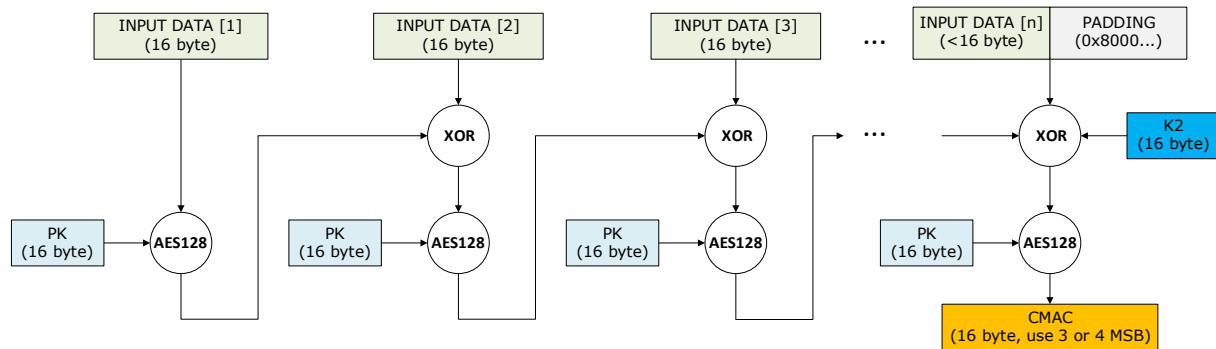 INPUT DATA [1]
(16 byte)
INPUT DATA [2]
(16 byte)
INPUT DATA [3]
(16 byte)
...
INPUT DATA [n]
(<16 byte)
PADDING
(0x8000...)
XOR
XOR
...
XOR
K2
(16 byte)
PK
(16 byte)
AES128
PK
(16 byte)
AES128
PK
(16 byte)
AES128
PK
(16 byte)
AES128
CMAC
(16 byte, use 3 or 4 MSB)